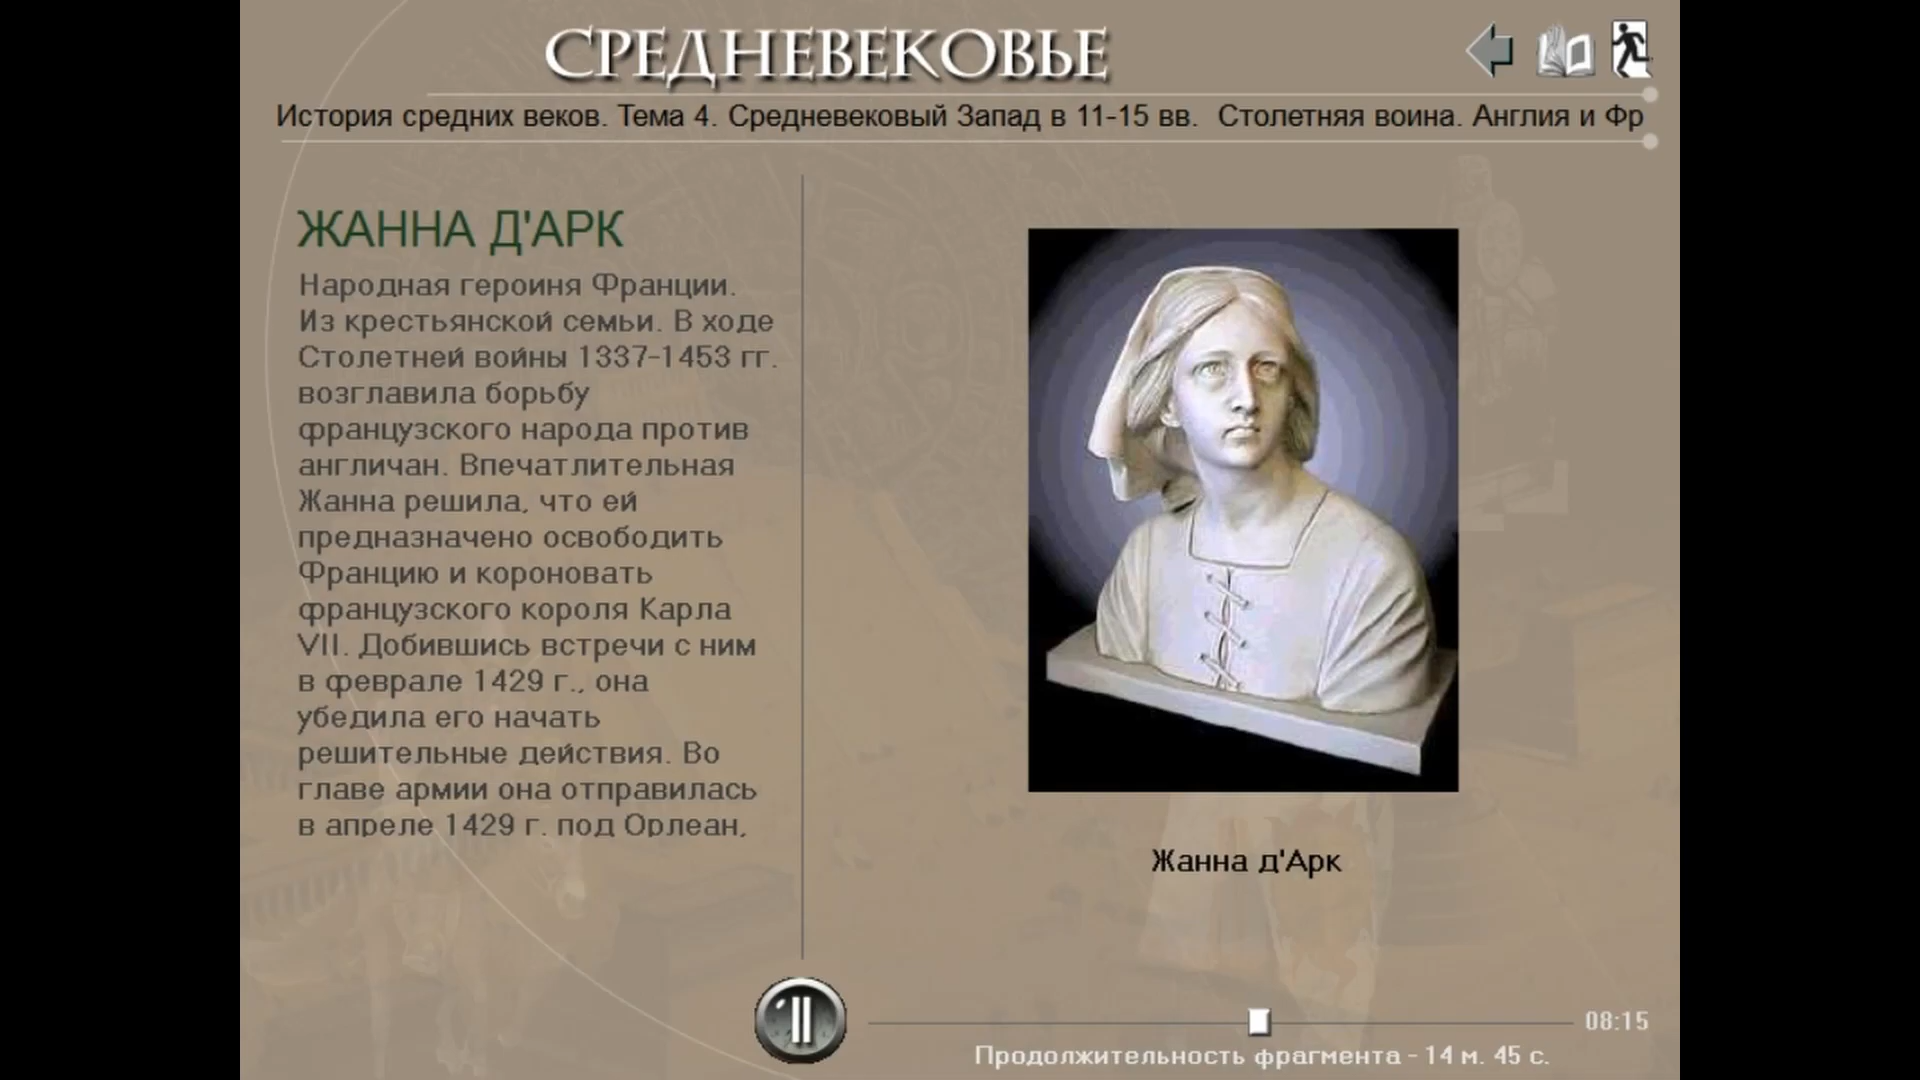 СРЕДНЕВЕКОВЬЕ
История средних веков. Тема 4. Средневековый Запад в 11-15 вв. Столетняя воина. Англия и Фр
ЖАННА Д'АРК
Народная героиня Франции.
Из крестьянской семьи. В ходе
Столетней войны 1337-1453 гг.
возглавила борьбу
французского народа против
англичан. Впечатлительная
Жанна решила, что ей
предназначено освободить
Францию и короновать
французского короля Карла
VII. Добившись встречи с ним
в феврале 1429 г., она
убедила его начать
решительные действия. Во
главе армии она отправилась
в апреле 1429 г. под Орлеан,
Жанна д'Арк
08:15
Продолжительность фрагмента - 14 м. 45 с.